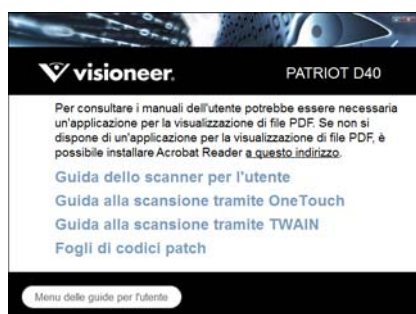 visioneer.
PATRIOT D40
Per consultare i manuali dell'utente potrebbe essere necessaria
un'applicazione per la visualizzazione di file PDF. Se non si
dispone di un'applicazione per la visualizzazione di file PDF, è
possibile installare Acrobat Reader a questo indirizzo.
Guida dello scanner per l'utente
Guida alla scansione tramite OneTouch
Guida alla scansione tramite TWAIN
Fogli di codici patch
Menu delle guide per l'utente